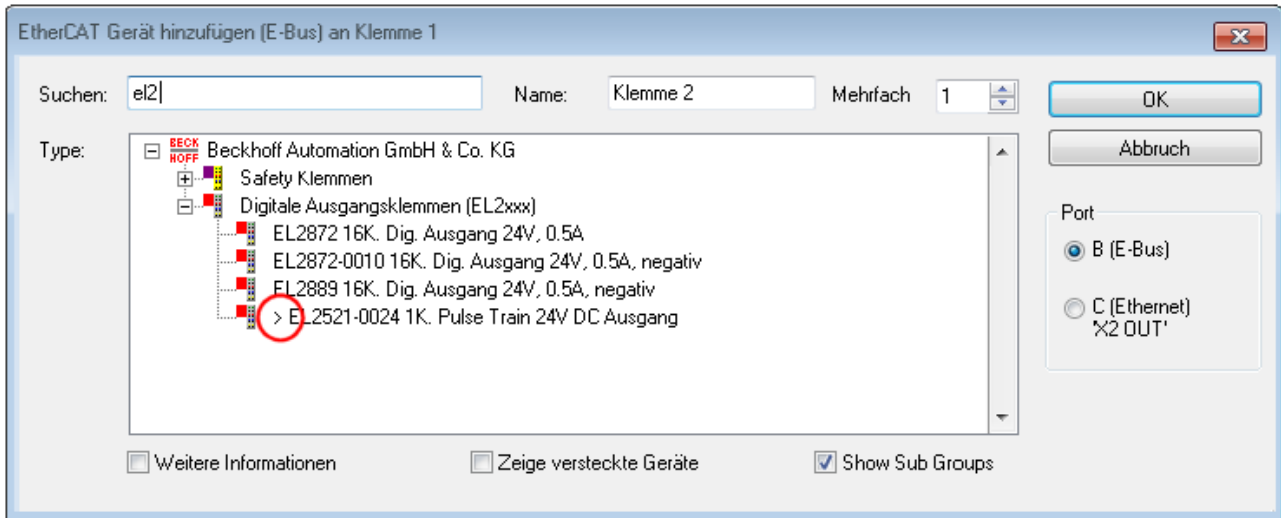 EtherCAT Gerät hinzufügen (E-Bus) an Klemme 1
Suchen: el2 Name: Klemme 2 Mehrfach 1 OK
Type: BECKHOFF Beckhoff Automation GmbH & Co. KG Abbruch
Safety Klemmen
Digitale Ausgangsklemmen (EL2xxx)
EL2872 16K. Dig. Ausgang 24V, 0.5A
EL2872-0010 16K. Dig. Ausgang 24V, 0.5A, negativ
EL2889 16K. Dig. Ausgang 24V, 0.5A, negativ
> EL2521-0024 1K. Pulse Train 24V DC Ausgang
Port
B (E-Bus)
C (Ethernet)
'X2 OUT'
Weitere Informationen Zeige versteckte Geräte Show Sub Groups